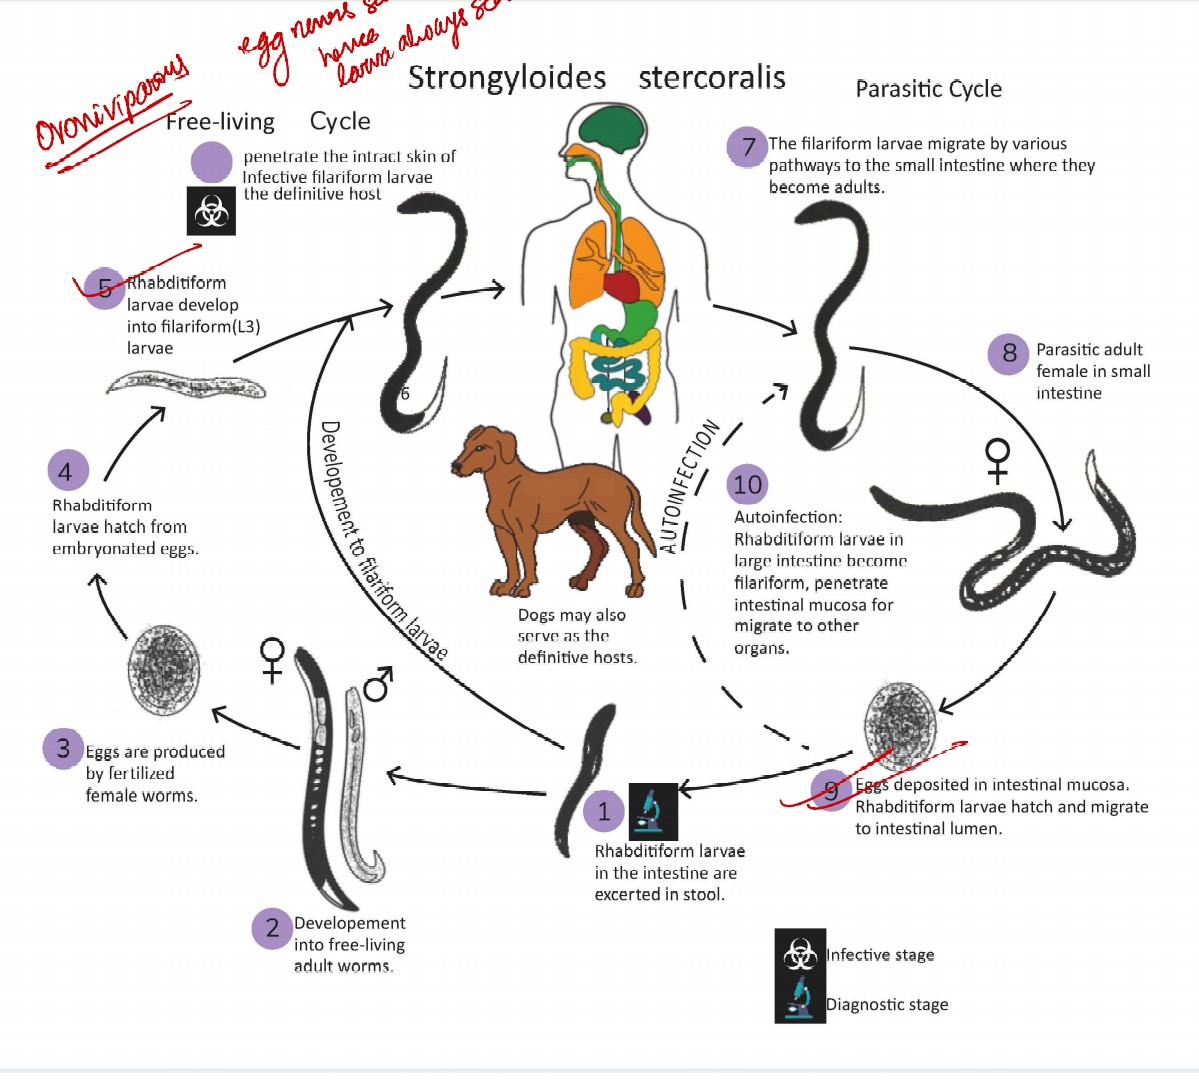 egg never
hence
larva always
Ovoviviparous
Strongyloides stercoralis
Free-living Cycle
Parasitic Cycle
penetrate the intract skin of
Infective filariform larvae
the definitive host
7
The filariform larvae migrate by various
pathways to the small intestine where they
become adults.
5
Rhabditiform
larvae develop
into filariform(L3)
larvae
6
8
Parasitic adult
female in small
intestine
Developement to filariform larvae
AUTOINFECTION
4
Rhabditiform
larvae hatch from
embryonated eggs.
10
Autoinfection:
Rhabditiform larvae in
large intestine become
filariform, penetrate
intestinal mucosa for
migrate to other
organs.
Dogs may also
serve as the
definitive hosts.
3
Eggs are produced
by fertilized
female worms.
9
Eggs deposited in intestinal mucosa.
Rhabditiform larvae hatch and migrate
to intestinal lumen.
1
Rhabditiform larvae
in the intestine are
excerted in stool.
2
Developement
into free-living
adult worms.
Infective stage
Diagnostic stage